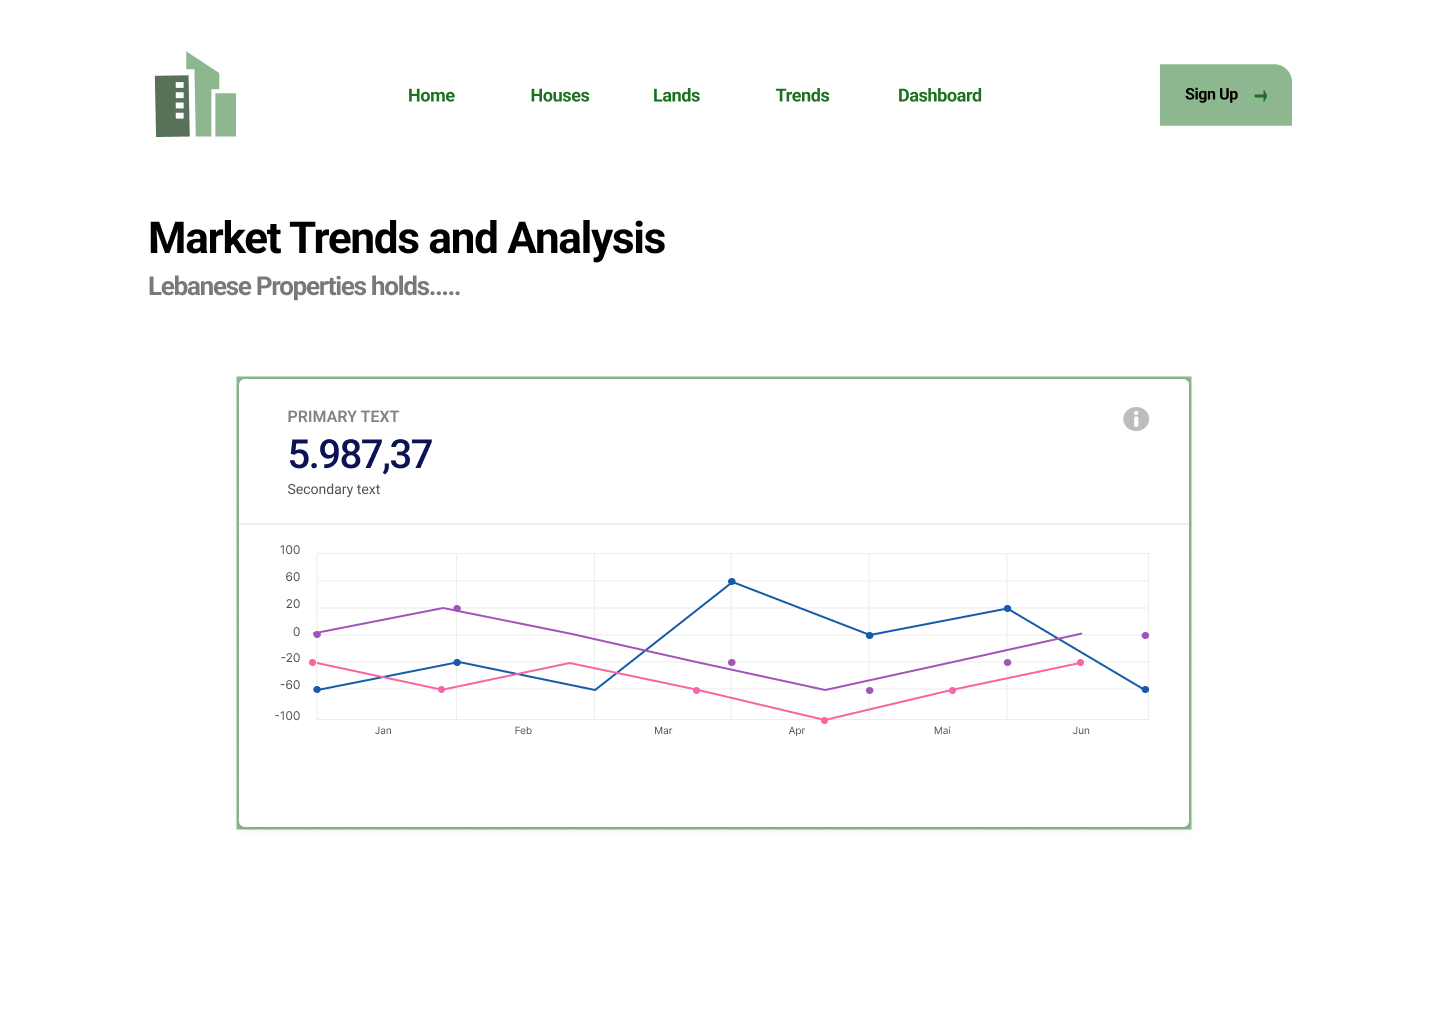 Home Houses Lands Trends Dashboard Sign Up
Market Trends and Analysis
Lebanese Properties holds.....
PRIMARY TEXT
5.987,37
Secondary text
100
60
20
0
-20
-60
-100
Jan Feb Mar Apr Mai Jun